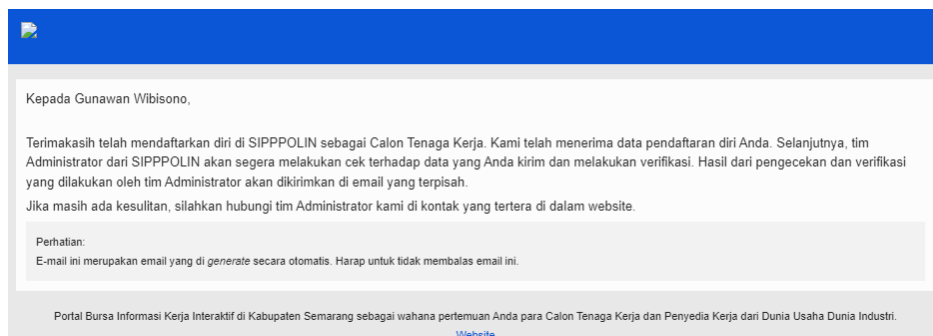 Kepada Gunawan Wibisono,
Terimakasih telah mendaftarkan diri di SIPPPOLIN sebagai Calon Tenaga Kerja. Kami telah menerima data pendaftaran diri Anda. Selanjutnya, tim
Administrator dari SIPPPOLIN akan segera melakukan cek terhadap data yang Anda kirim dan melakukan verifikasi. Hasil dari pengecekan dan verifikasi
yang dilakukan oleh tim Administrator akan dikirimkan di email yang terpisah.
Jika masih ada kesulitan, silahkan hubungi tim Administrator kami di kontak yang tertera di dalam website.
Perhatian:
E-mail ini merupakan email yang di generate secara otomatis. Harap untuk tidak membalas email ini.
Portal Bursa Informasi Kerja Interaktif di Kabupaten Semarang sebagai wahana pertemuan Anda para Calon Tenaga Kerja dan Penyedia Kerja dari Dunia Usaha Dunia Industri.
Website